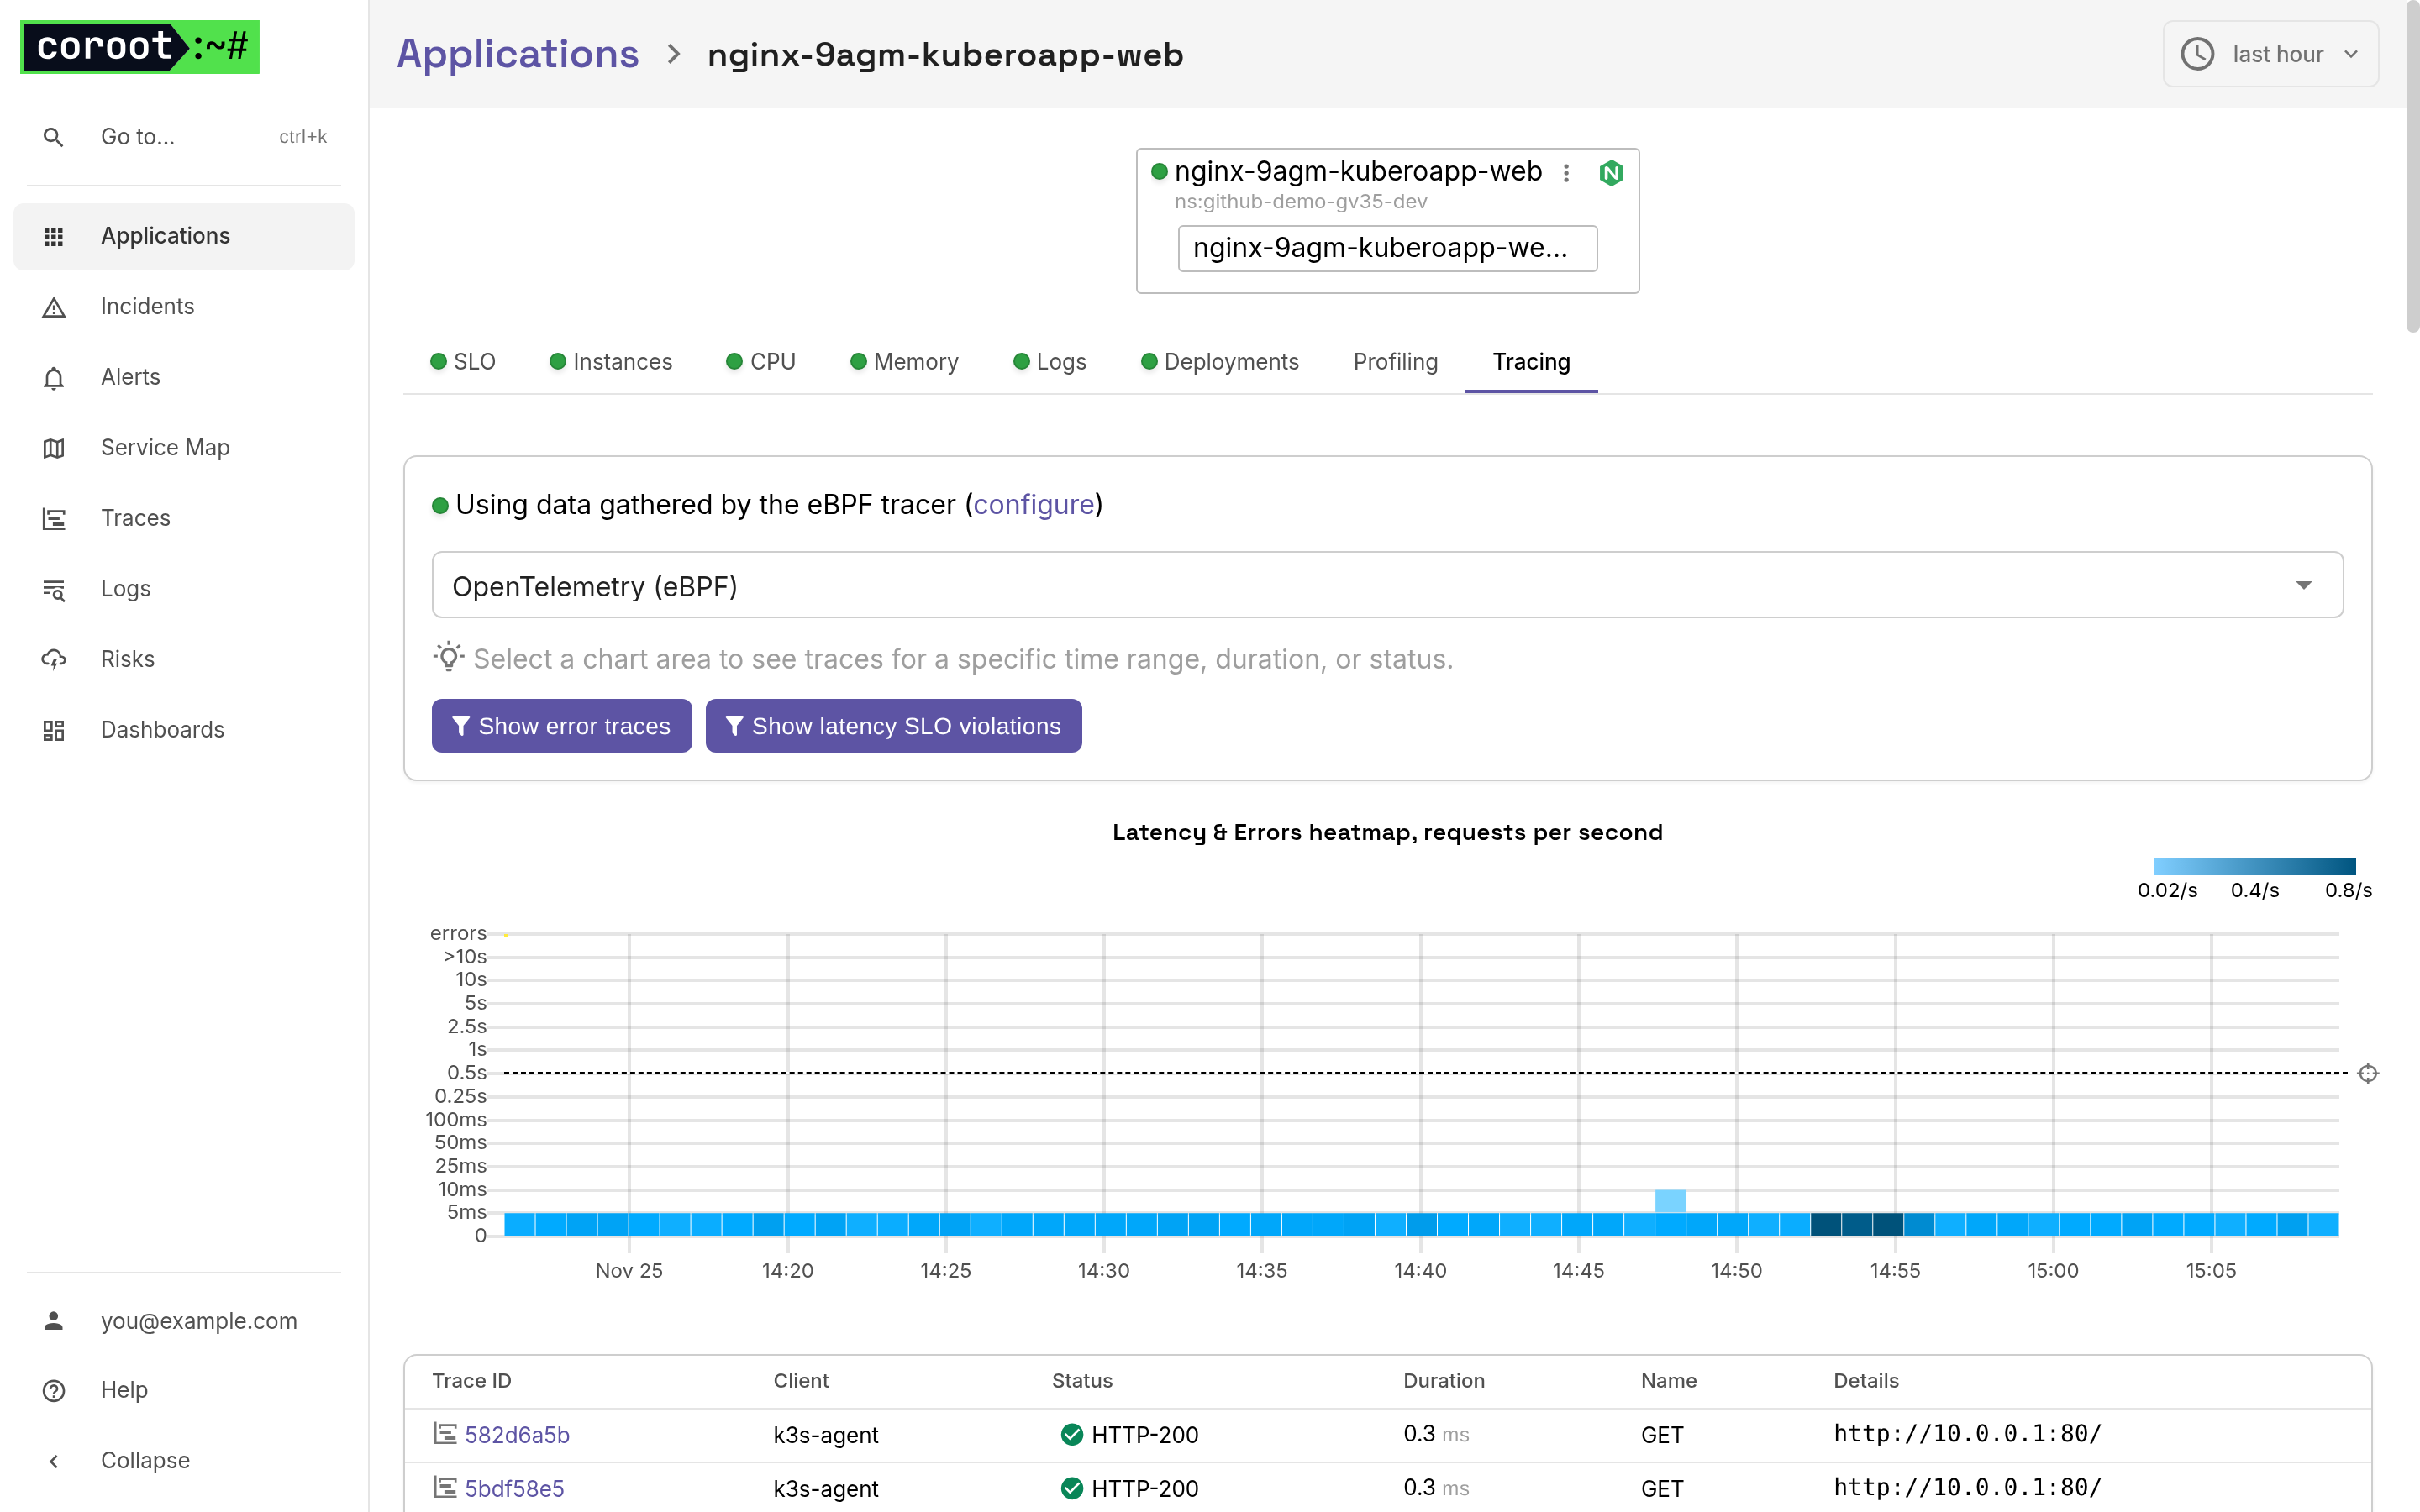 coroot:~#
Go to...
ctrl+k
Applications
Incidents
Alerts
Service Map
Traces
Logs
Risks
Dashboards
you@example.com
Help
Collapse
Applications > nginx-9agm-kuberoapp-web
last hour
nginx-9agm-kuberoapp-web
ns:github-demo-gv35-dev
nginx-9agm-kuberoapp-we...
SLO Instances CPU Memory Logs Deployments Profiling Tracing
Using data gathered by the eBPF tracer (configure)
OpenTelemetry (eBPF)
Select a chart area to see traces for a specific time range, duration, or status.
Show error traces Show latency SLO violations
Latency & Errors heatmap, requests per second
0.02/s 0.4/s 0.8/s
errors
>10s
10s
5s
2.5s
1s
0.5s
0.25s
100ms
50ms
25ms
10ms
5ms
0
Nov 25 14:20 14:25 14:30 14:35 14:40 14:45 14:50 14:55 15:00 15:05
Trace ID Client Status Duration Name Details
582d6a5b k3s-agent HTTP-200 0.3 ms GET http://10.0.0.1:80/
5bdf58e5 k3s-agent HTTP-200 0.3 ms GET http://10.0.0.1:80/